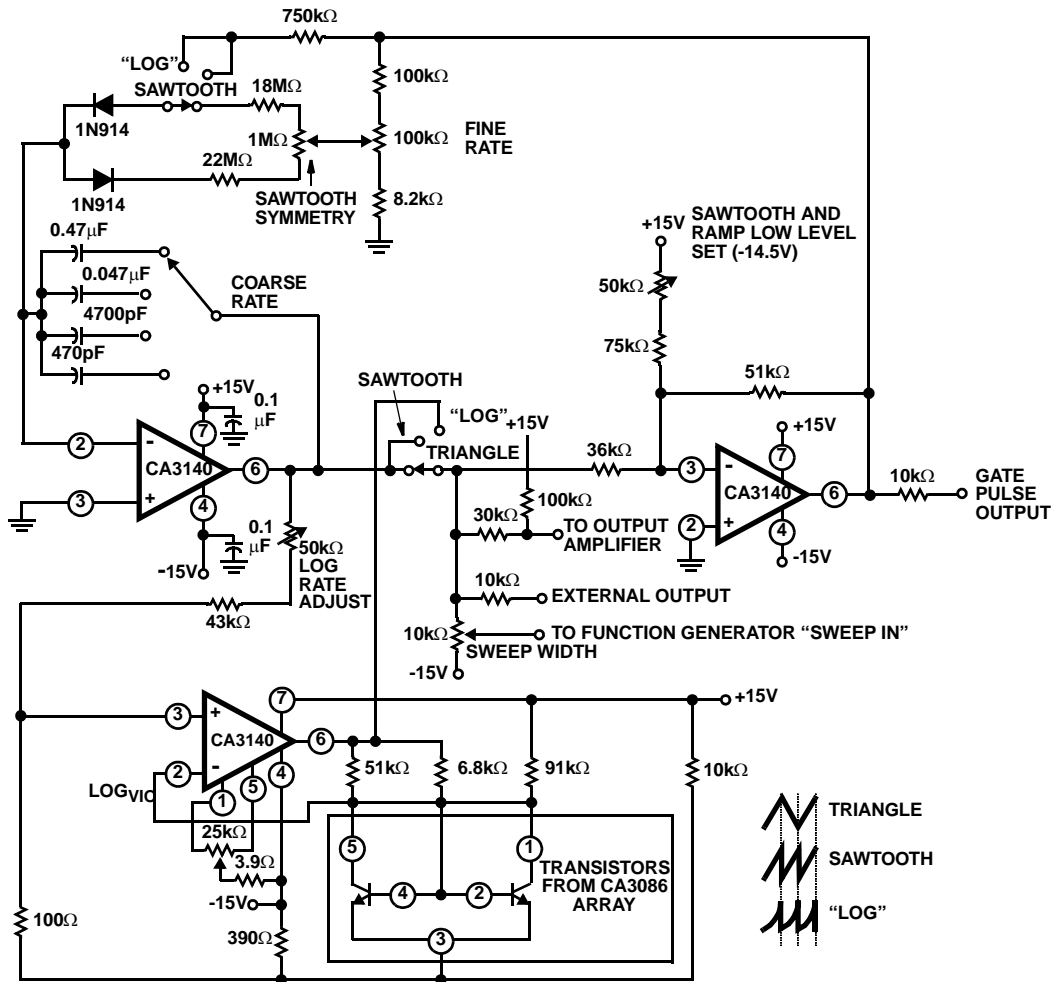 750kΩ
“LOG”
SAWTOOTH
18MΩ
100kΩ
1N914
1MΩ
100kΩ
FINE
RATE
22MΩ
1N914
SAWTOOTH
SYMMETRY
8.2kΩ
0.47μF
0.047μF
4700pF
470pF
COARSE
RATE
+15V
SAWTOOTH AND
RAMP LOW LEVEL
SET (-14.5V)
50kΩ
75kΩ
51kΩ
+15V
0.1
μF
7
2
-
CA3140
6
3
+
4
0.1
μF
-15V
SAWTOOTH
“LOG”
+15V
TRIANGLE
36kΩ
100kΩ
30kΩ
TO OUTPUT
AMPLIFIER
+15V
7
3
-
CA3140
6
2
+
4
-15V
10kΩ
GATE
PULSE
OUTPUT
50kΩ
LOG
RATE
ADJUST
43kΩ
10kΩ
EXTERNAL OUTPUT
10kΩ
TO FUNCTION GENERATOR “SWEEP IN”
SWEEP WIDTH
-15V
7
+15V
3
+
CA3140
6
2
-
4
5
1
LOGVIO
51kΩ
6.8kΩ
91kΩ
10kΩ
25kΩ
3.9Ω
-15V
390Ω
100Ω
5
1
4
2
3
TRANSISTORS
FROM CA3086
ARRAY
TRIANGLE
SAWTOOTH
“LOG”